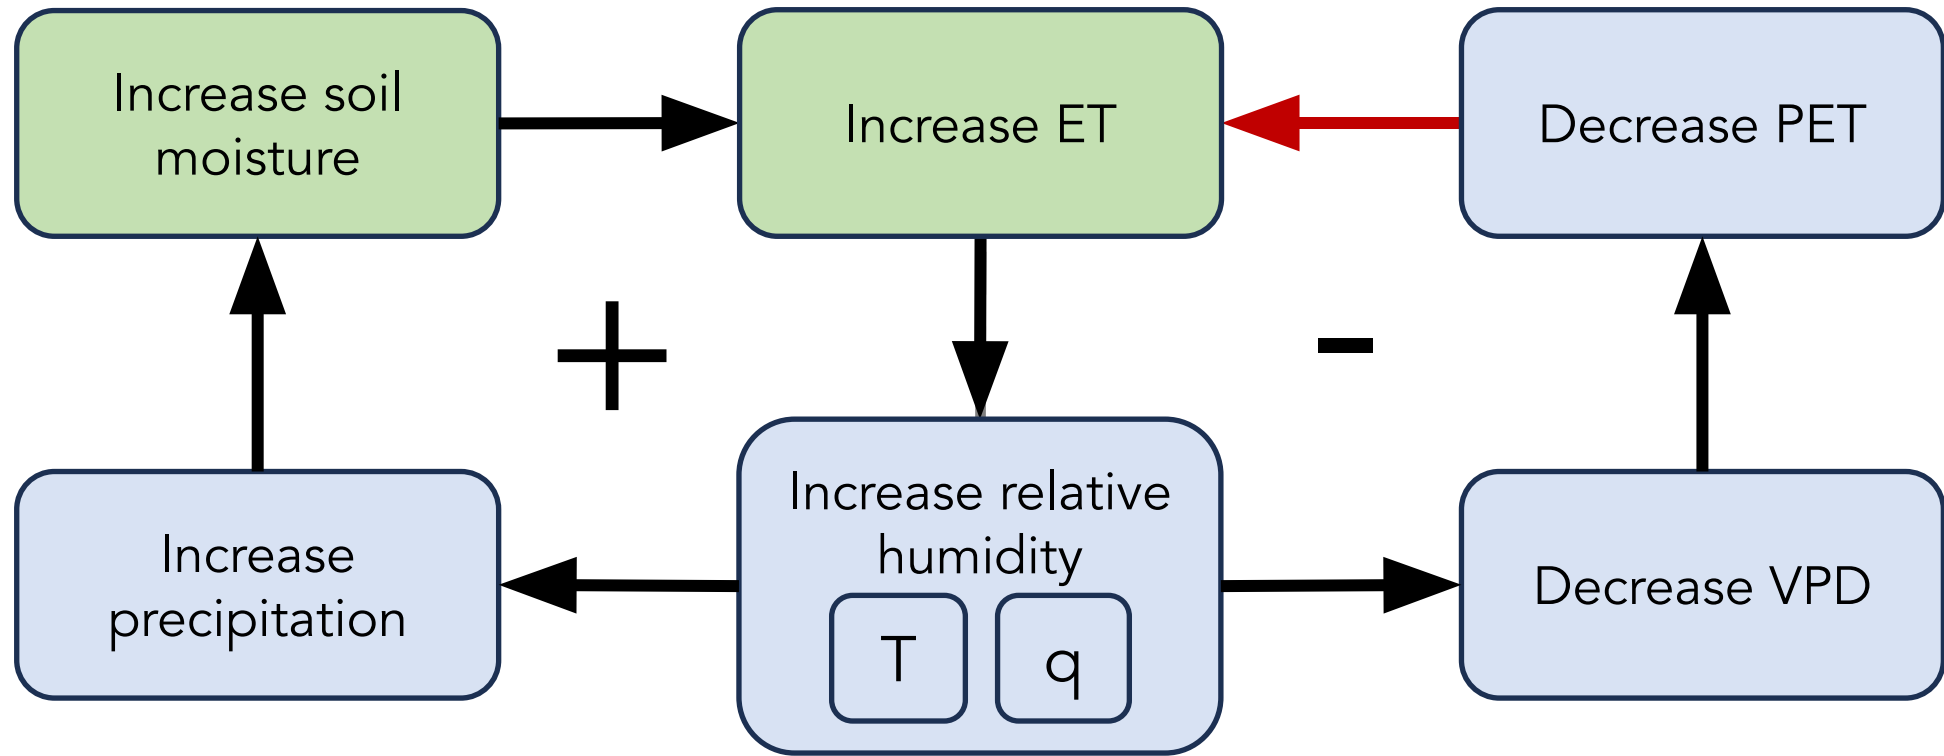 Increase soil
moisture
Increase ET
Decrease PET
+
-
Increase
precipitation
Increase relative
humidity
T q
Decrease VPD